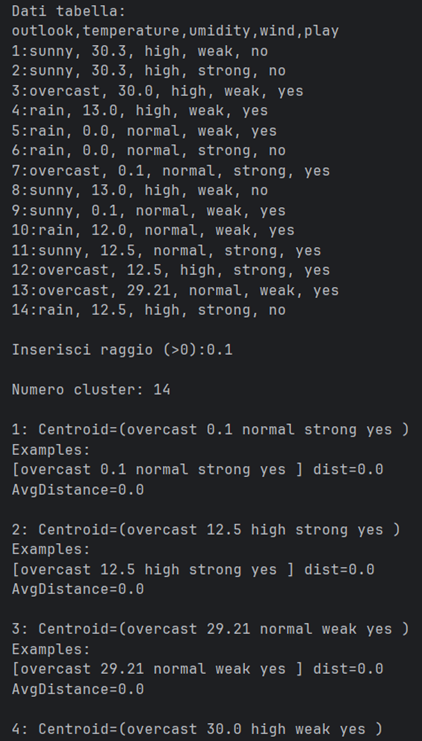 Dati tabella:
outlook,temperature,umidity,wind,play
1:sunny, 30.3, high, weak, no
2:sunny, 30.3, high, strong, no
3:overcast, 30.0, high, weak, yes
4:rain, 13.0, high, weak, yes
5:rain, 0.0, normal, weak, yes
6:rain, 0.0, normal, strong, no
7:overcast, 0.1, normal, strong, yes
8:sunny, 13.0, high, weak, no
9:sunny, 0.1, normal, weak, yes
10:rain, 12.0, normal, weak, yes
11:sunny, 12.5, normal, strong, yes
12:overcast, 12.5, high, strong, yes
13:overcast, 29.21, normal, weak, yes
14:rain, 12.5, high, strong, no
Inserisci raggio (>0):0.1
Numero cluster: 14
1: Centroid=(overcast 0.1 normal strong yes )
Examples:
[overcast 0.1 normal strong yes ] dist=0.0
AvgDistance=0.0
2: Centroid=(overcast 12.5 high strong yes )
Examples:
[overcast 12.5 high strong yes ] dist=0.0
AvgDistance=0.0
3: Centroid=(overcast 29.21 normal weak yes )
Examples:
[overcast 29.21 normal weak yes ] dist=0.0
AvgDistance=0.0
4: Centroid=(overcast 30.0 high weak yes )